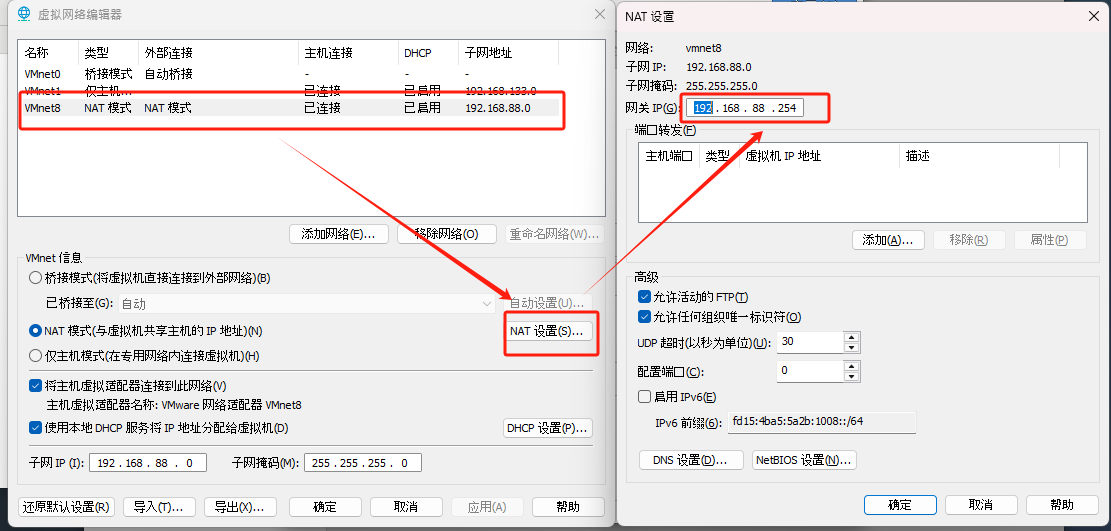 虚拟网络编辑器
名称 类型 外部连接 主机连接 DHCP 子网地址
VMnet0 桥接模式 自动桥接 - - -
VMnet1 仅主机... - 已连接 已启用 192.168.133.0
VMnet8 NAT 模式 NAT 模式 已连接 已启用 192.168.88.0
添加网络(E)... 移除网络(O) 重命名网络(W)...
VMnet 信息
桥接模式(将虚拟机直接连接到外部网络)(B)
已桥接至(G): 自动 自动设置(U)...
NAT 模式(与虚拟机共享主机的 IP 地址)(N) NAT 设置(S)...
仅主机模式(在专用网络内连接虚拟机)(H)
将主机虚拟适配器连接到此网络(V)
主机虚拟适配器名称: VMware 网络适配器 VMnet8
使用本地 DHCP 服务将 IP 地址分配给虚拟机(D) DHCP 设置(P)...
子网 IP (I): 192 . 168 . 88 . 0 子网掩码(M): 255 . 255 . 255 . 0
还原默认设置(R) 导入(T)... 导出(X)... 确定 取消 应用(A) 帮助
NAT 设置
网络: vmnet8
子网 IP: 192.168.88.0
子网掩码: 255.255.255.0
网关 IP(G): 192 . 168 . 88 . 254
端口转发(F)
主机端口 类型 虚拟机 IP 地址 描述
添加(A)... 移除(R) 属性(P)
高级
允许活动的 FTP(T)
允许任何组织唯一标识符(O)
UDP 超时(以秒为单位)(U): 30
配置端口(C): 0
启用 IPv6(E)
IPv6 前缀(6): fd15:4ba5:5a2b:1008::/64
DNS 设置(D)... NetBIOS 设置(N)...
确定 取消 帮助